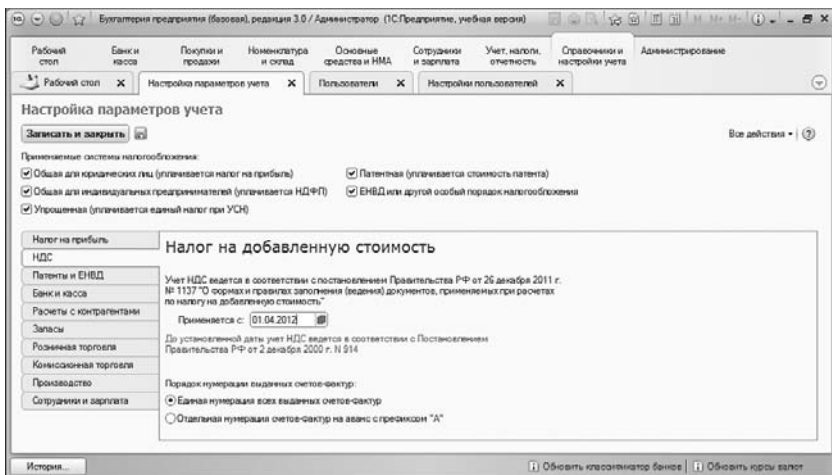 Бухгалтерия предприятия (базовая), редакция 3.0 / Администратор (1С:Предприятие, учебная версия)
M M+ M-
Рабочий стол
Банк и касса
Покупки и продажи
Номенклатура и склад
Основные средства и НМА
Сотрудники и зарплата
Учет, налоги, отчетность
Справочники и настройки учета
Администрирование
Рабочий стол
Настройка параметров учета
Пользователи
Настройки пользователей
Настройка параметров учета
Записать и закрыть
Все действия
Применяемые системы налогообложения:
Общая для юридических лиц (уплачивается налог на прибыль)
Патентная (уплачивается стоимость патента)
Общая для индивидуальных предпринимателей (уплачивается НДФЛ)
ЕНВД или другой особый порядок налогообложения
Упрощенная (уплачивается единый налог при УСН)
Налог на прибыль
НДС
Патенты и ЕНВД
Банк и касса
Расчеты с контрагентами
Запасы
Розничная торговля
Комиссионная торговля
Производство
Сотрудники и зарплата
Налог на добавленную стоимость
Учет НДС ведется в соответствии с постановлением Правительства РФ от 26 декабря 2011 г.
№ 1137 "О формах и правилах заполнения (ведения) документов, применяемых при расчетах
по налогу на добавленную стоимость"
Применяется с: 01.04.2012
До установленной даты учет НДС ведется в соответствии с Постановлением
Правительства РФ от 2 декабря 2000 г. N 914
Порядок нумерации выданных счетов-фактур:
Единая нумерация всех выданных счетов-фактур
Отдельная нумерация счетов-фактур на аванс с префиксом "А"
История...
Обновить классификатор банков
Обновить курсы валют